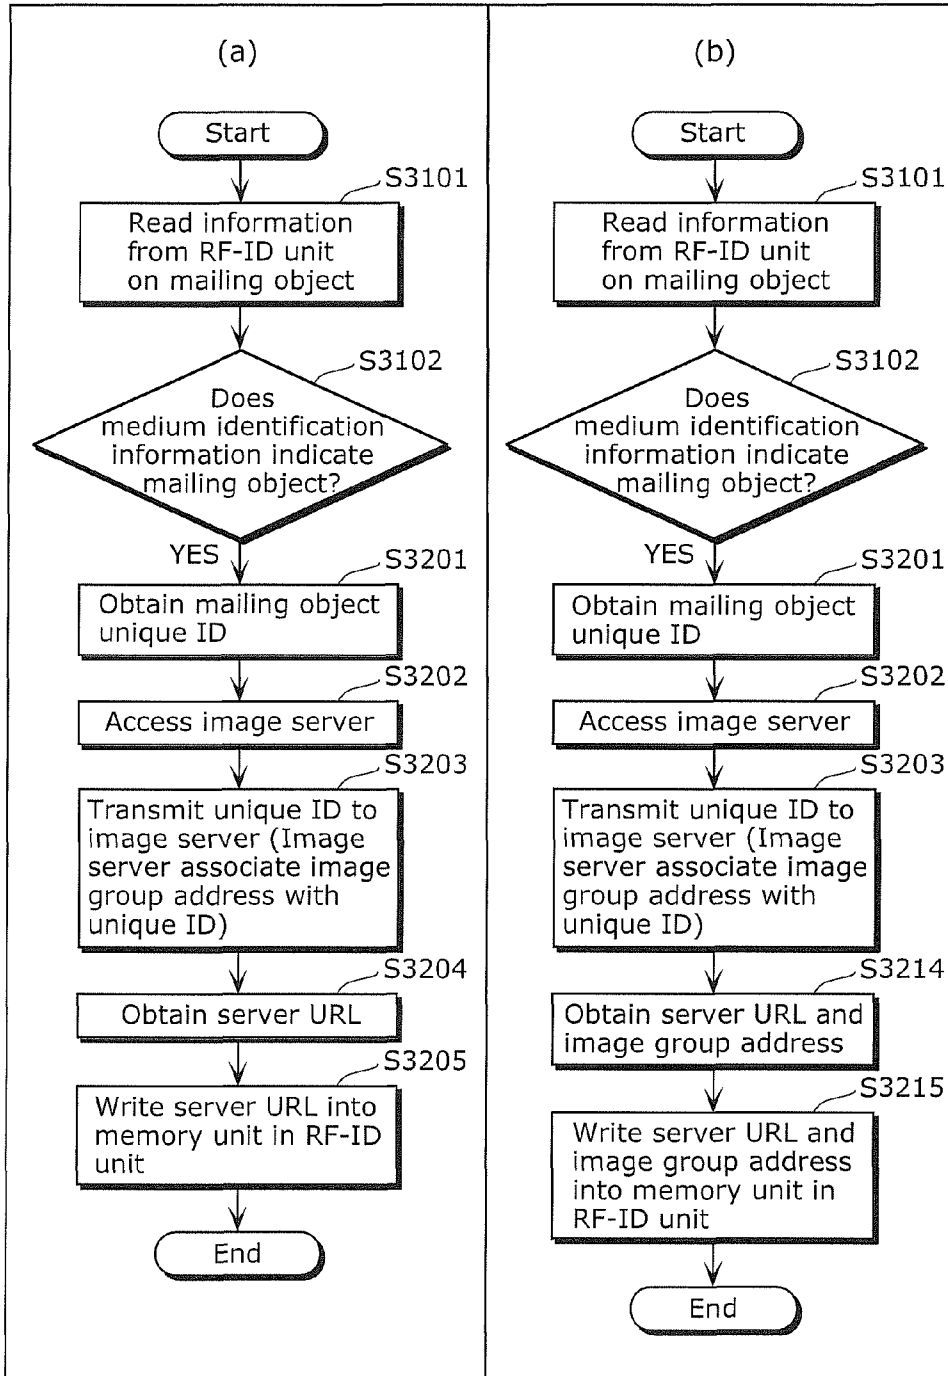 (a)
Start
S3101
Read information
from RF-ID unit
on mailing object
S3102
Does
medium identification
information indicate
mailing object?
YES
S3201
Obtain mailing object
unique ID
S3202
Access image server
S3203
Transmit unique ID to
image server (Image
server associate image
group address with
unique ID)
S3204
Obtain server URL
S3205
Write server URL into
memory unit in RF-ID
unit
End
(b)
Start
S3101
Read information
from RF-ID unit
on mailing object
S3102
Does
medium identification
information indicate
mailing object?
YES
S3201
Obtain mailing object
unique ID
S3202
Access image server
S3203
Transmit unique ID to
image server (Image
server associate image
group address with
unique ID)
S3214
Obtain server URL and
image group address
S3215
Write server URL and
image group address
into memory unit in
RF-ID unit
End